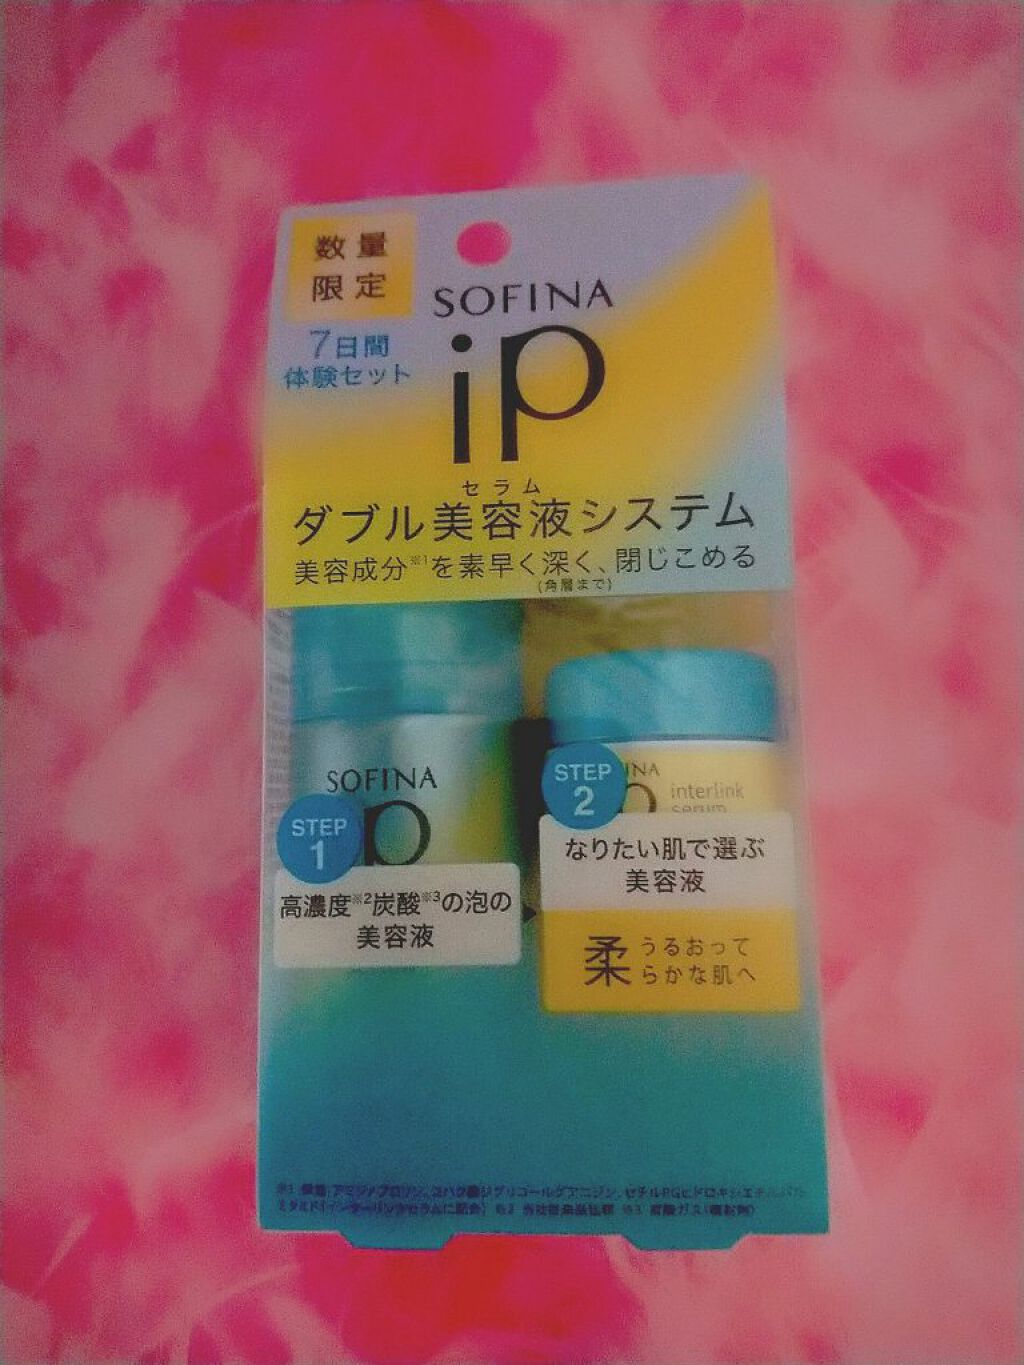 数量
限定
7日間
体験セット
SOFINA
iP
セラム
ダブル美容液システム
美容成分※1を素早く深く、閉じこめる
(角層まで)
SOFINA
STEP
1
高濃度※2炭酸※3の泡の
美容液
STEP
2
interlink
serum
なりたい肌で選ぶ
美容液
柔 うるおって
らかな肌へ